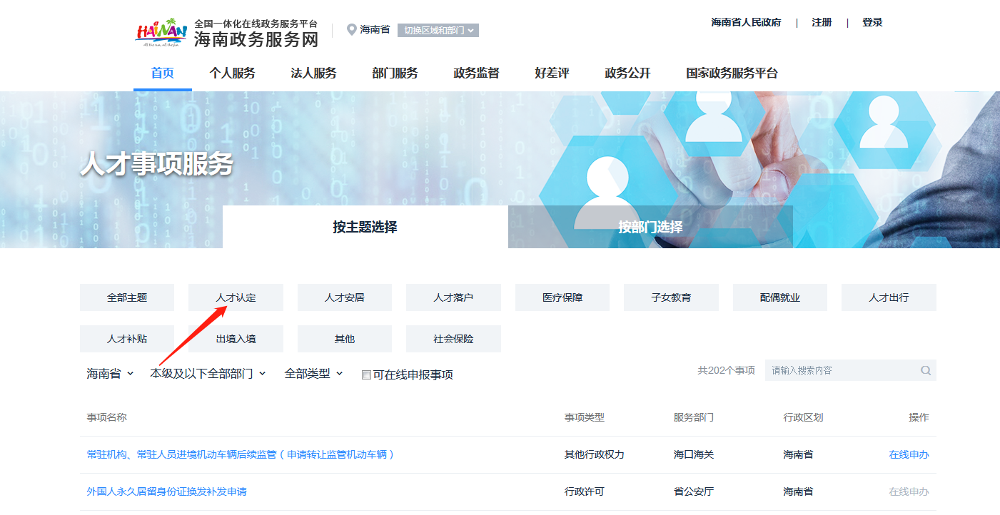 HAINAN
全国一体化在线政务服务平台
海南政务服务网
海南省
切换区域和部门
海南省人民政府 | 注册 | 登录
首页 个人服务 法人服务 部门服务 政务监督 好差评 政务公开 国家政务服务平台
人才事项服务
按主题选择 按部门选择
全部主题 人才认定 人才安居 人才落户 医疗保障 子女教育 配偶就业 人才出行
人才补贴 出境入境 其他 社会保险
海南省 本级及以下全部部门 全部类型 可在线申报事项 共202个事项 请输入搜索内容
事项名称 事项类型 服务部门 行政区划 操作
常驻机构、常驻人员进境机动车辆后续监管（申请转让监管机动车辆） 其他行政权力 海口海关 海南省 在线申办
外国人永久居留身份证换发补发申请 行政许可 省公安厅 海南省 在线申办